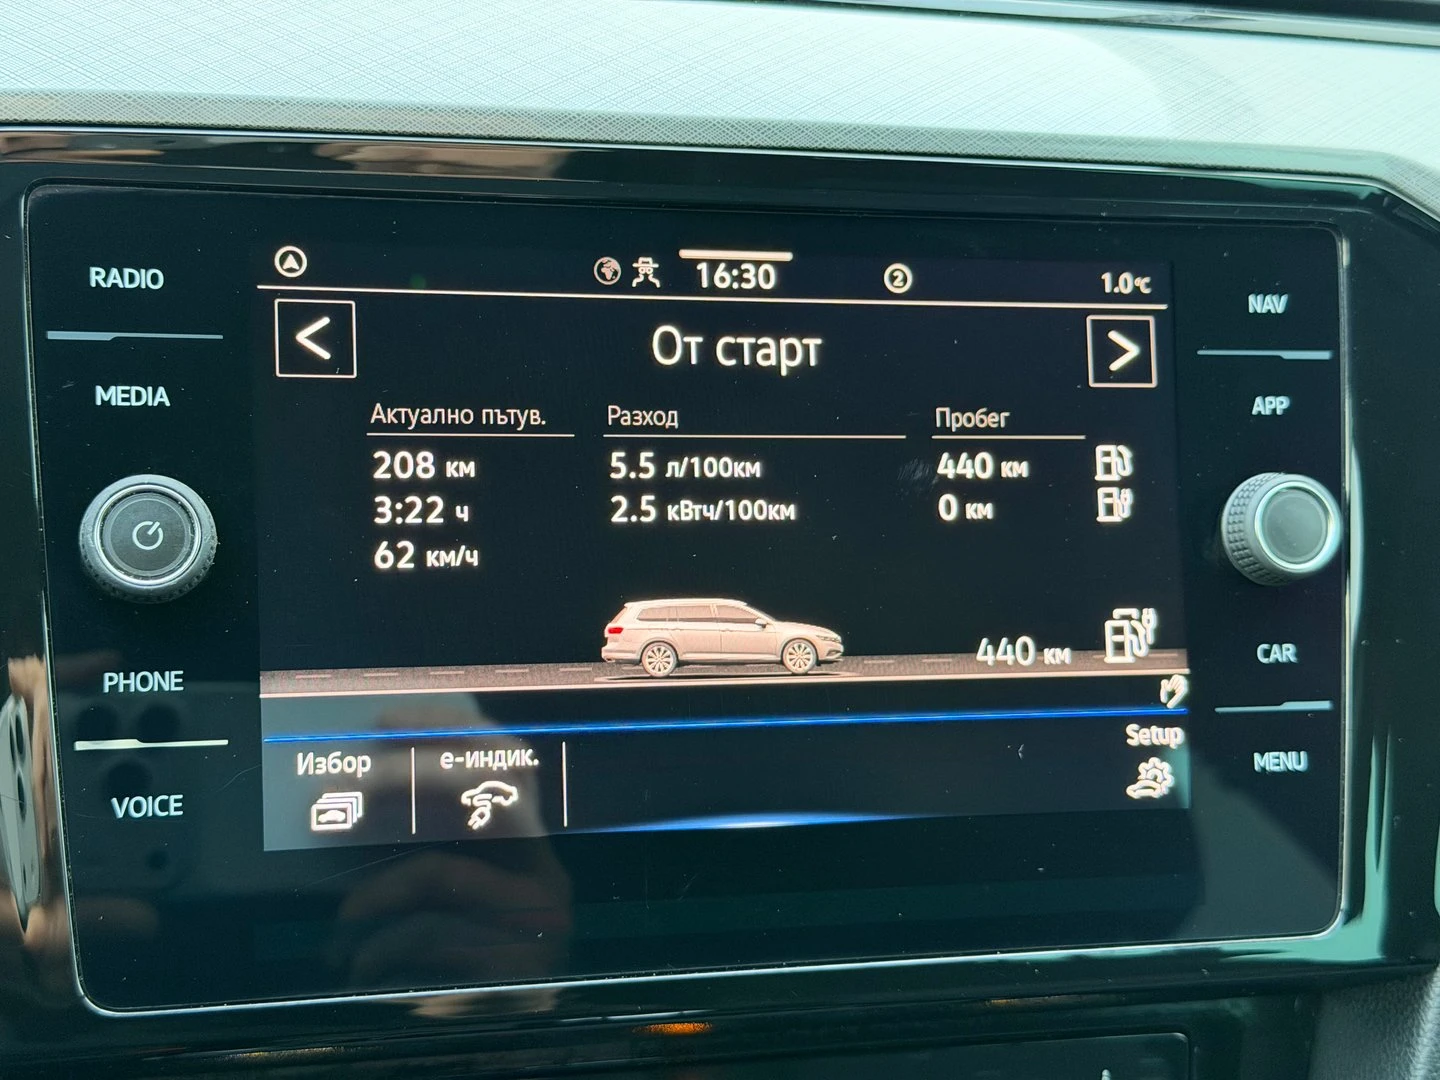 RADIO
MEDIA
PHONE
VOICE
16:30
2
1.0°C
От старт
Актуално пътув.
Разход
Пробег
208 км
5.5 л/100км
440 км
3:22 ч
2.5 кВтч/100км
0 км
62 км/ч
440 км
Избор
е-индик.
Setup
NAV
APP
CAR
MENU